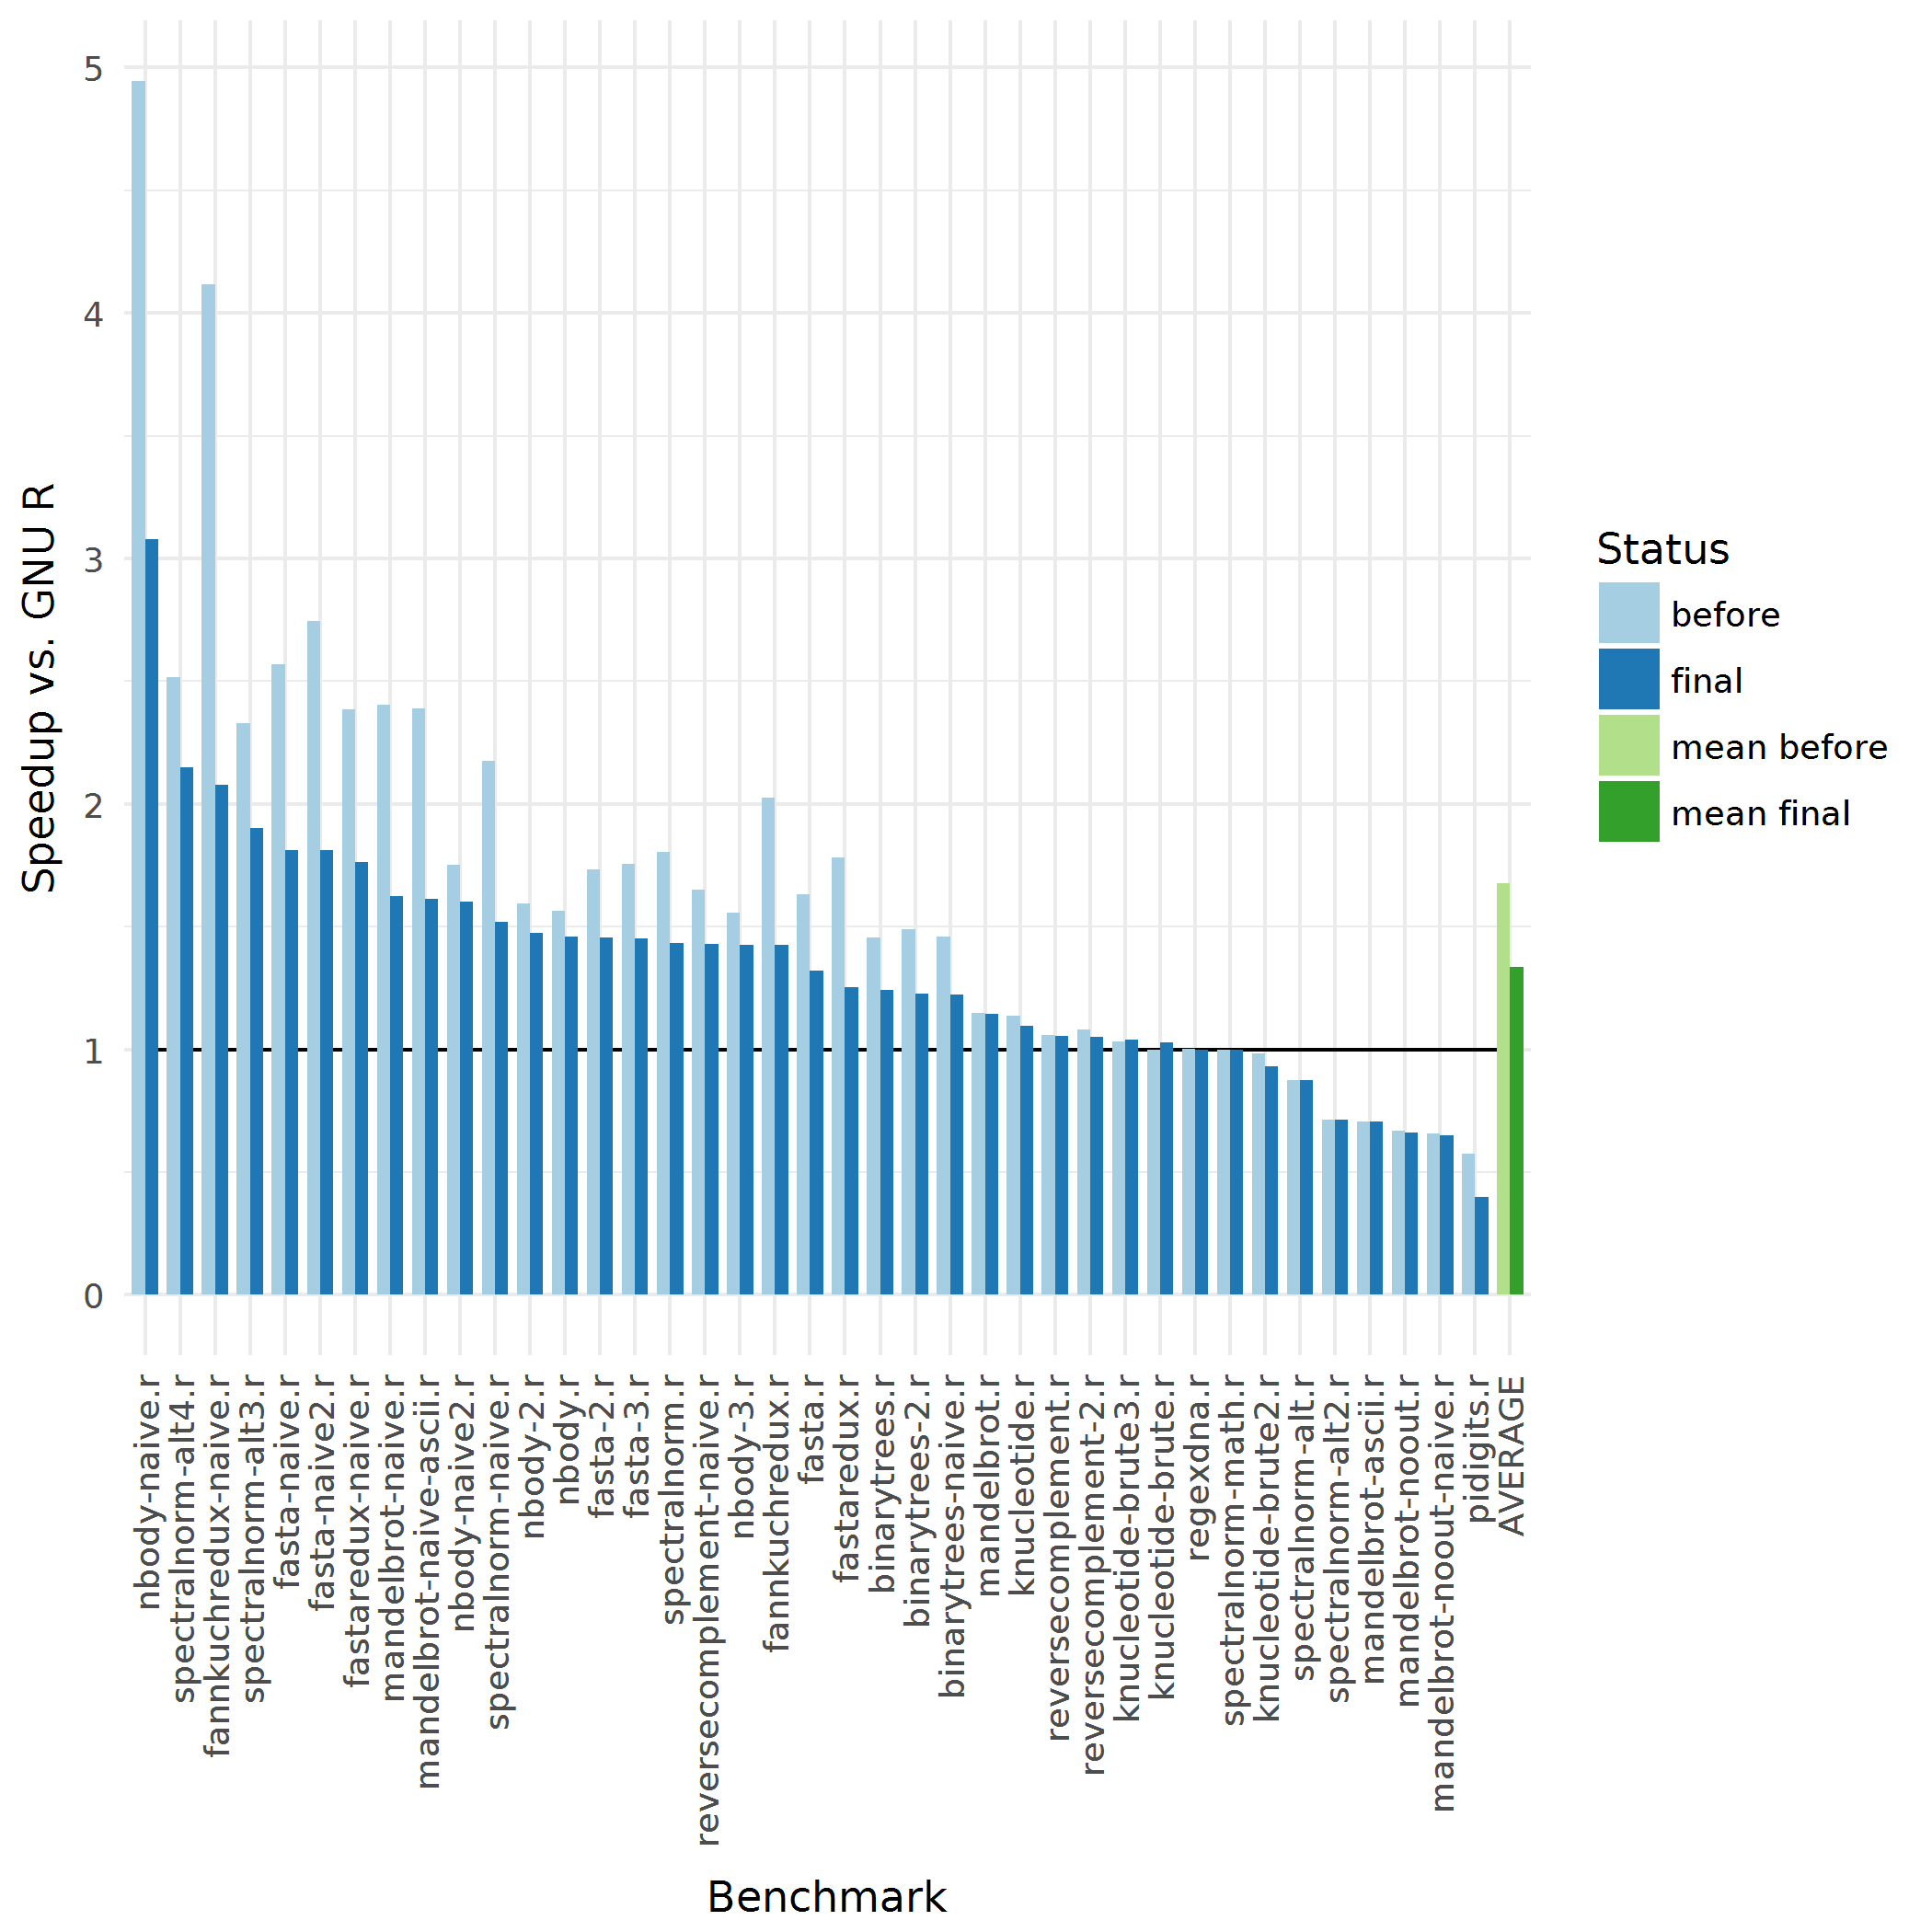 Speedup vs. GNU R
5
4
3
2
1
0
nbody-naive.r
spectralnorm-alt4.r
fannkuchredux-naive.r
spectralnorm-alt3.r
fasta-naive.r
fasta-naive2.r
fastaredux-naive.r
mandelbrot-naive.r
mandelbrot-naive-ascii.r
nbody-naive2.r
spectralnorm-naive.r
nbody-2.r
nbody.r
fasta-2.r
fasta-3.r
spectralnorm.r
reversecomplement-naive.r
nbody-3.r
fannkuchredux.r
fasta.r
fastaredux.r
binarytrees.r
binarytrees-2.r
binarytrees-naive.r
mandelbrot.r
knucleotide.r
reversecomplement.r
reversecomplement-2.r
knucleotide-brute3.r
knucleotide-brute.r
regexdna.r
spectralnorm-math.r
knucleotide-brute2.r
spectralnorm-alt.r
spectralnorm-alt2.r
mandelbrot-ascii.r
mandelbrot-noout.r
mandelbrot-noout-naive.r
pidigits.r
AVERAGE
Benchmark
Status
before
final
mean before
mean final